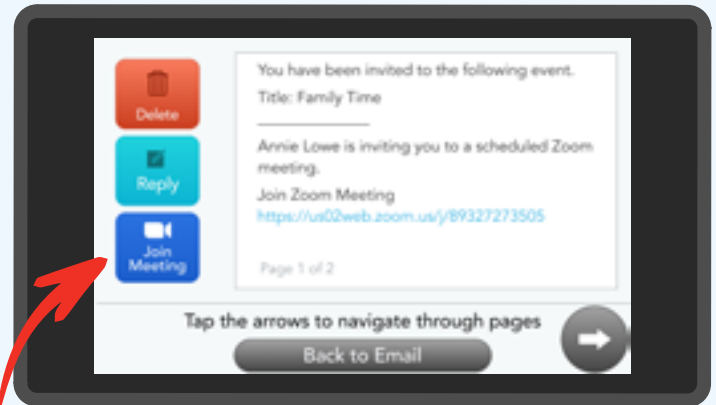 Delete
Reply
Join
Meeting
You have been invited to the following event.
Title: Family Time
Annie Lowe is inviting you to a scheduled Zoom
meeting.
Join Zoom Meeting
https://us02web.zoom.us/j/89327273505
Page 1 of 2
Tap the arrows to navigate through pages
Back to Email